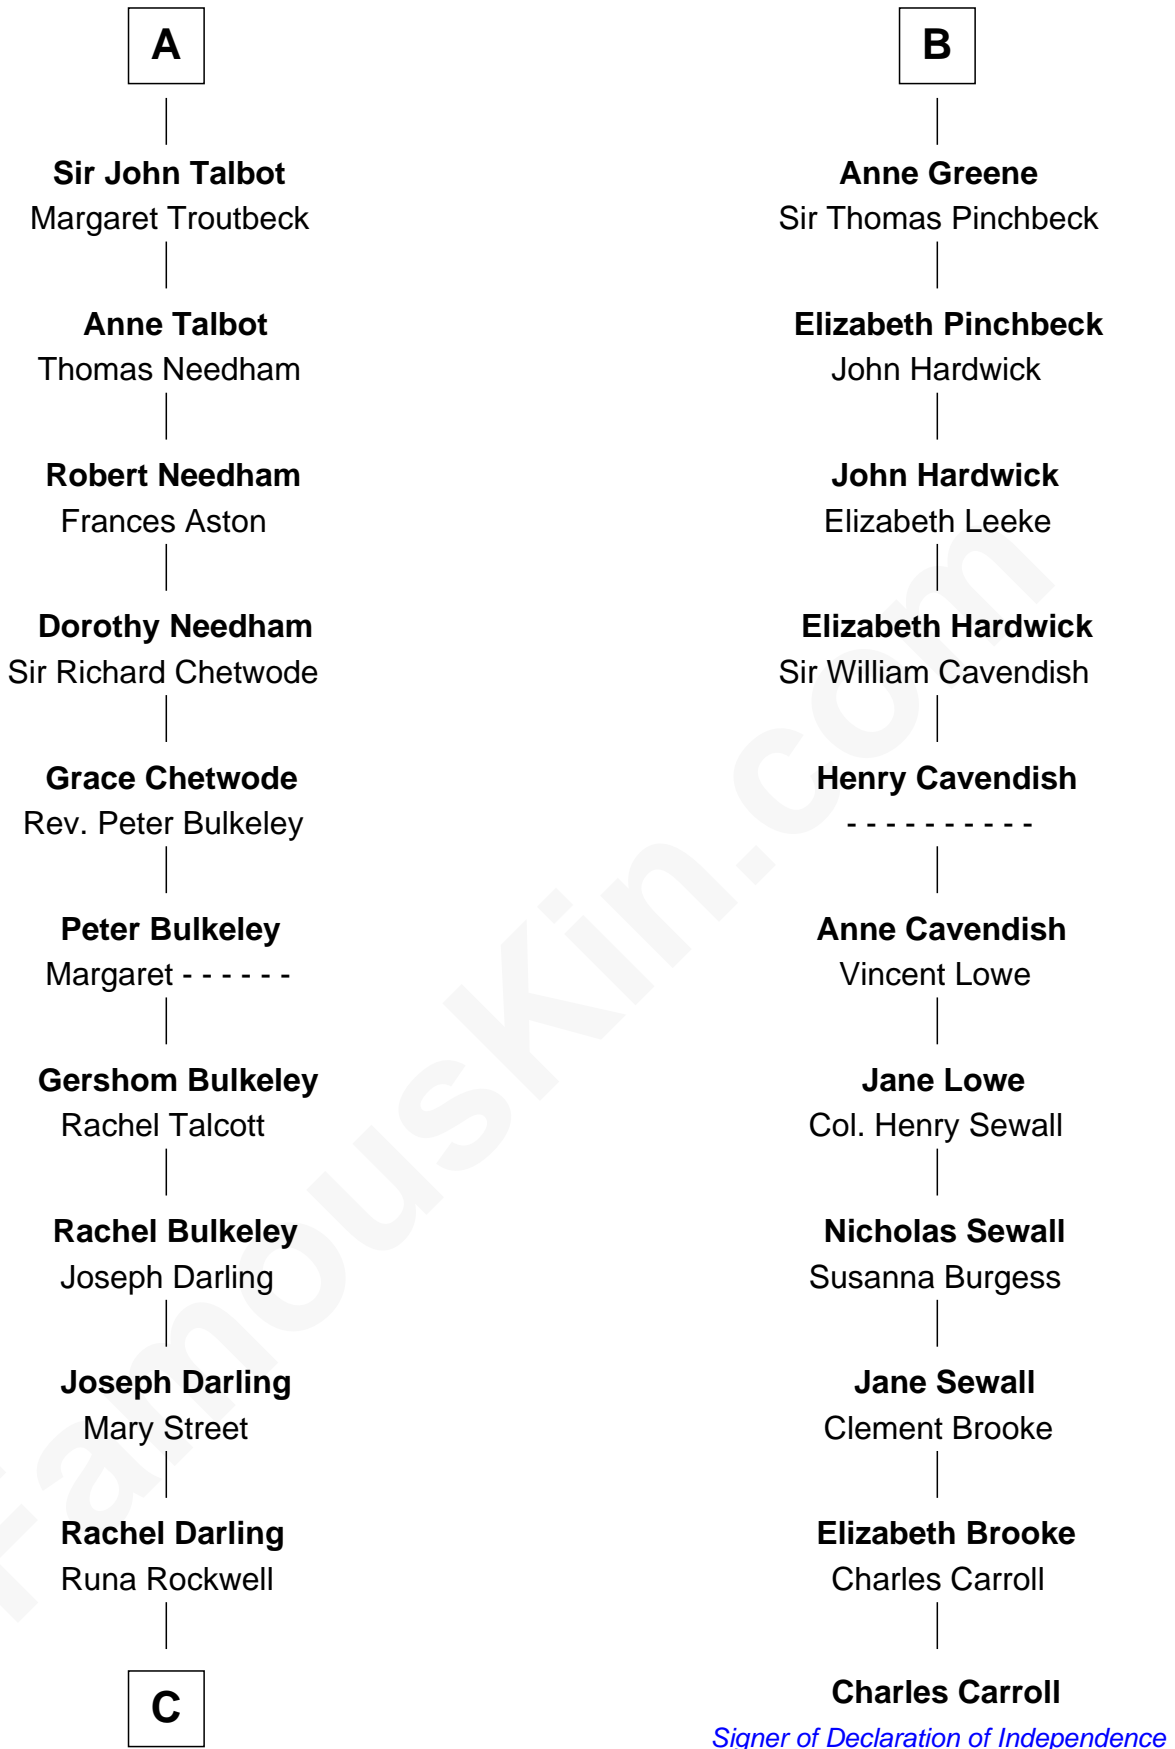 A
Sir John Talbot
Margaret Troutbeck
Anne Talbot
Thomas Needham
Robert Needham
Frances Aston
Dorothy Needham
Sir Richard Chetwode
Grace Chetwode
Rev. Peter Bulkeley
Peter Bulkeley
Margaret - - - - - -
Gershom Bulkeley
Rachel Talcott
Rachel Bulkeley
Joseph Darling
Joseph Darling
Mary Street
Rachel Darling
Runa Rockwell
C
B
Anne Greene
Sir Thomas Pinchbeck
Elizabeth Pinchbeck
John Hardwick
John Hardwick
Elizabeth Leeke
Elizabeth Hardwick
Sir William Cavendish
Henry Cavendish
- - - - - - - - - -
Anne Cavendish
Vincent Lowe
Jane Lowe
Col. Henry Sewall
Nicholas Sewall
Susanna Burgess
Jane Sewall
Clement Brooke
Elizabeth Brooke
Charles Carroll
Charles Carroll
Signer of Declaration of Independence
FamousKin.com